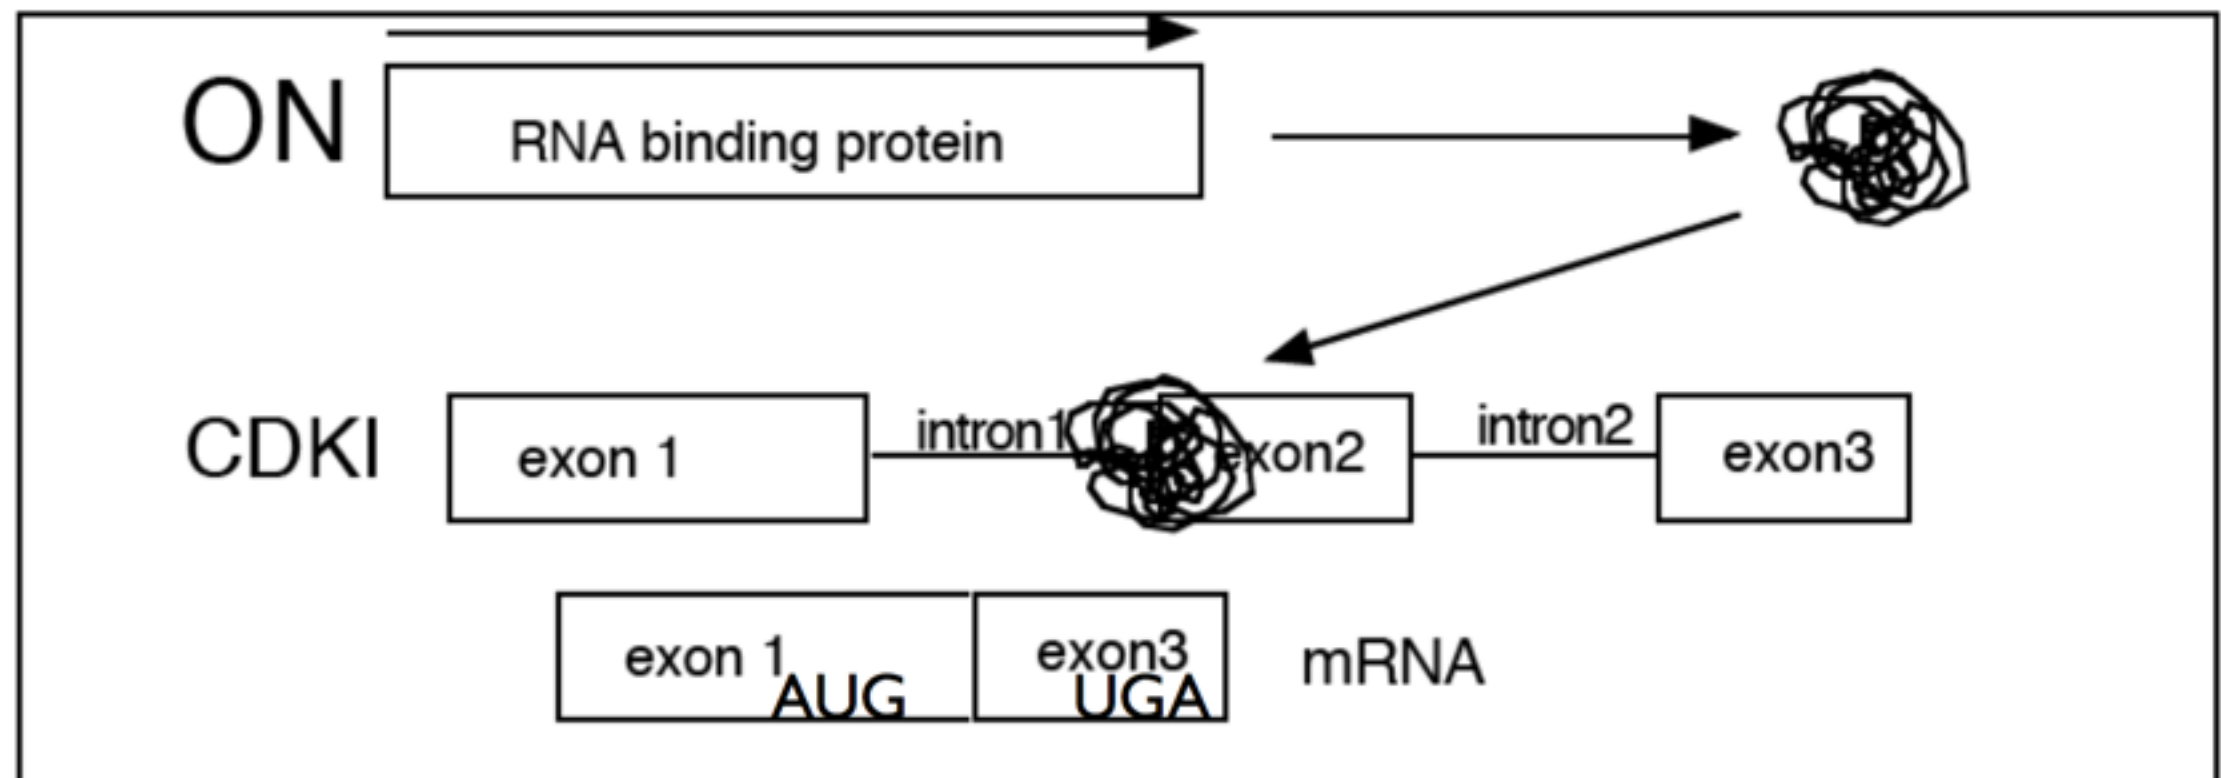 ON RNA binding protein
CDKI exon 1 intron1 exon2 intron2 exon3
exon 1 exon3 mRNA
AUG UGA